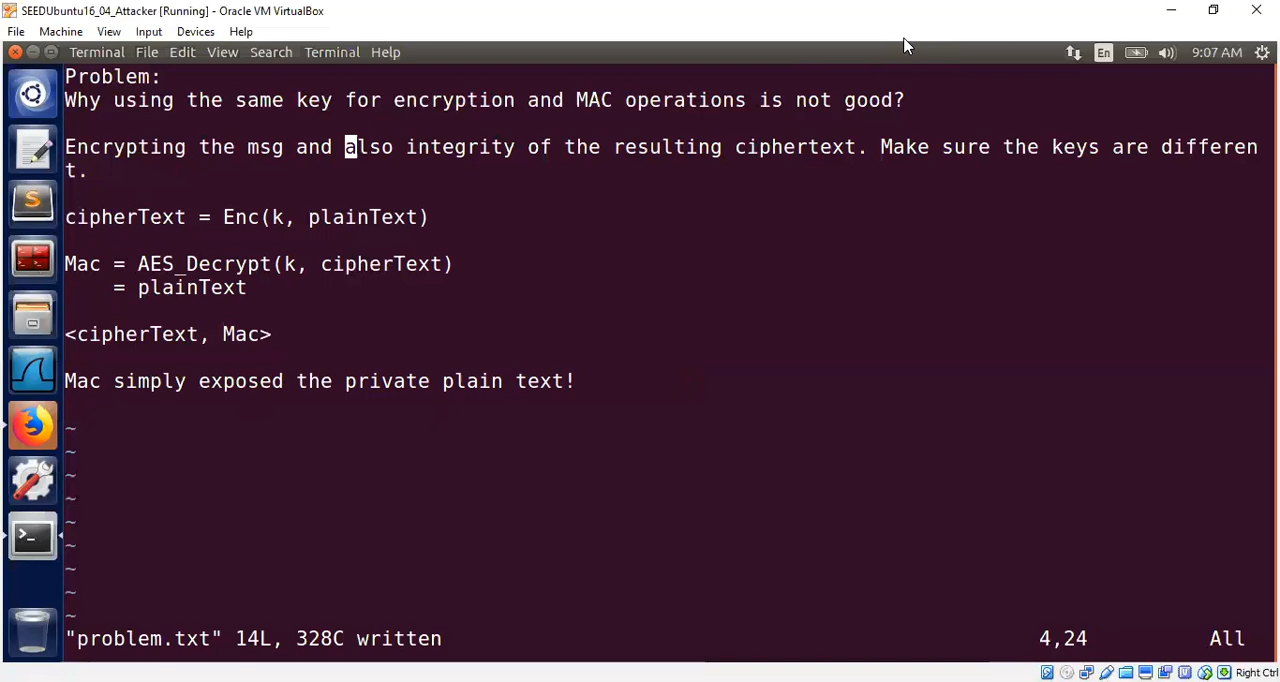 SEEDUbuntu16_04_Attacker [Running] - Oracle VM VirtualBox
File Machine View Input Devices Help
Terminal File Edit View Search Terminal Help En 9:07 AM
Problem:
Why using the same key for encryption and MAC operations is not good?
Encrypting the msg and also integrity of the resulting ciphertext. Make sure the keys are differen
t.
cipherText = Enc(k, plainText)
Mac = AES_Decrypt(k, cipherText)
= plainText
<cipherText, Mac>
Mac simply exposed the private plain text!
~
~
~
~
~
~
~
~
~
"problem.txt" 14L, 328C written 4,24 All
Right Ctrl